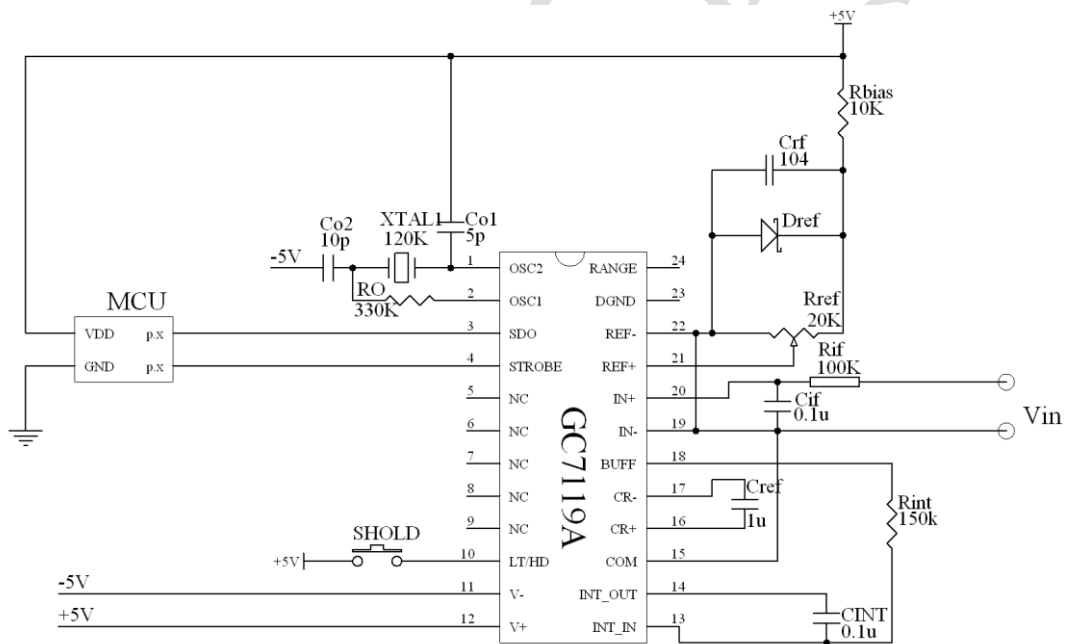 +5V
Rbias
10K
Crf
104
Dref
Co2
10p
XTAL1
120K
Co1
5p
-5V
RO
330K
1
OSC2
RANGE
24
2
OSC1
DGND
23
Rref
20K
MCU
VDD
p.x
3
SDO
REF-
22
GND
p.x
4
STROBE
REF+
21
Rif
100K
5
NC
IN+
20
Cif
0.1u
6
NC
IN-
19
Vin
7
NC
BUFF
18
8
NC
CR-
17
Cref
1u
Rint
150k
9
NC
CR+
16
SHOLD
+5V
10
LT/HD
COM
15
-5V
11
V-
INT_OUT
14
CINT
0.1u
+5V
12
V+
INT_IN
13
GC7119A